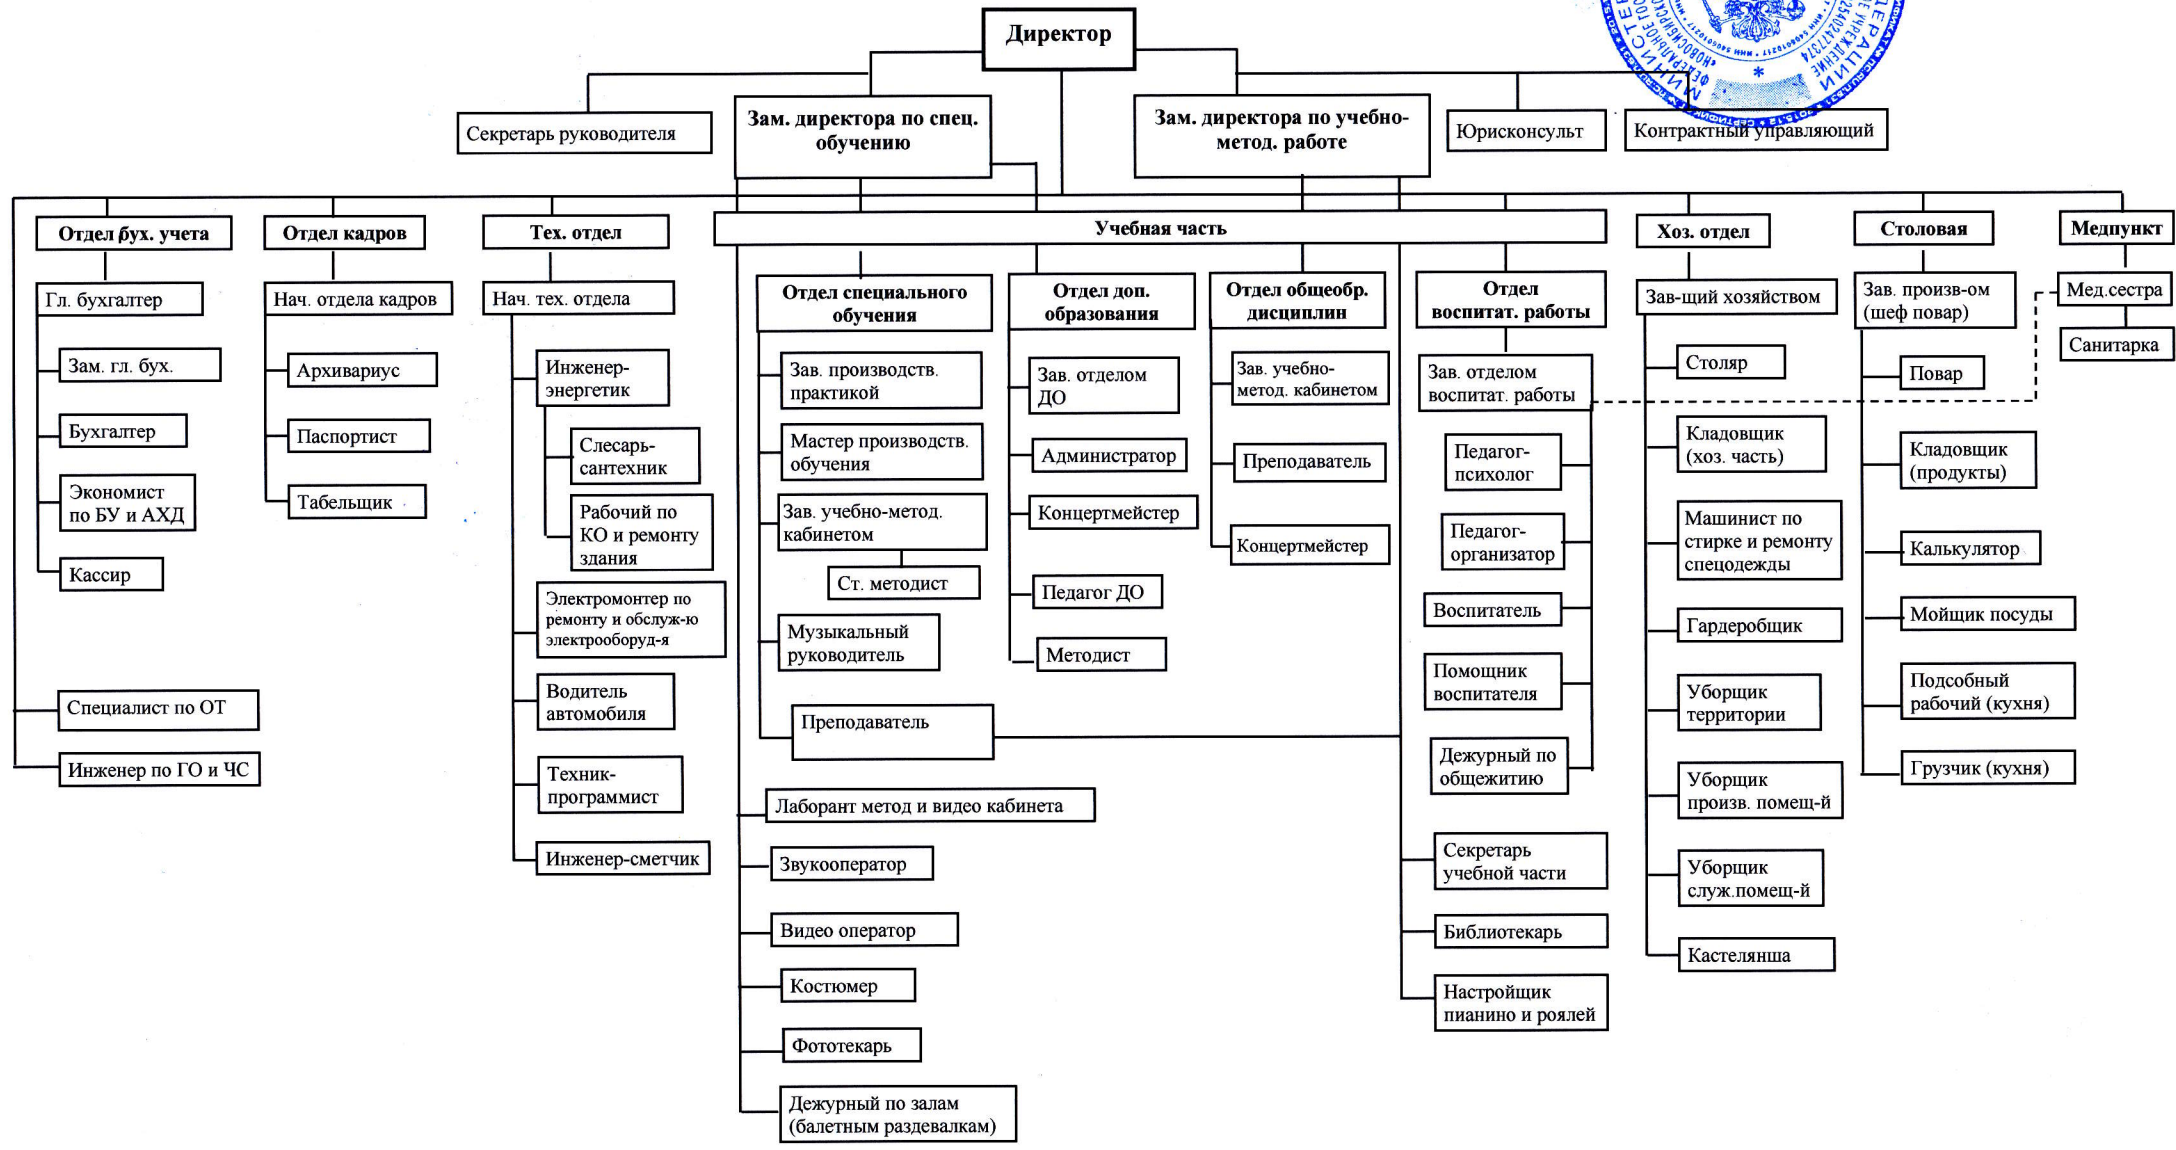 Директор
Секретарь руководителя
Зам. директора по спец.
обучению
Зам. директора по учебно-
метод. работе
Юрисконсульт
Контрактный управляющий
Отдел бух. учета
Отдел кадров
Тех. отдел
Учебная часть
Хоз. отдел
Столовая
Медпункт
Гл. бухгалтер
Зам. гл. бух.
Бухгалтер
Экономист
по БУ и АХД
Кассир
Специалист по ОТ
Инженер по ГО и ЧС
Нач. отдела кадров
Архивариус
Паспортист
Табельщик
Нач. тех. отдела
Инженер-
энергетик
Слесарь-
сантехник
Рабочий по
КО и ремонту
здания
Электромонтер по
ремонту и обслуж-ю
электрооборуд-я
Водитель
автомобиля
Техник-
программист
Инженер-сметчик
Отдел специального
обучения
Зав. производств.
практикой
Мастер производств.
обучения
Зав. учебно-метод.
кабинетом
Ст. методист
Музыкальный
руководитель
Преподаватель
Лаборант метод и видео кабинета
Звукооператор
Видео оператор
Костюмер
Фототекарь
Дежурный по залам
(балетным раздевалкам)
Отдел доп.
образования
Зав. отделом
ДО
Администратор
Концертмейстер
Педагог ДО
Методист
Отдел общеобр.
дисциплин
Зав. учебно-
метод. кабинетом
Преподаватель
Концертмейстер
Отдел
воспитат. работы
Зав. отделом
воспитат. работы
Педагог-
психолог
Педагог-
организатор
Воспитатель
Помощник
воспитателя
Дежурный по
общежитию
Секретарь
учебной части
Библиотекарь
Настройщик
пианино и роялей
Зав-щий хозяйством
Столяр
Кладовщик
(хоз. часть)
Машинист по
стирке и ремонту
спецодежды
Гардеробщик
Уборщик
территории
Уборщик
произв. помещ-й
Уборщик
служ.помещ-й
Кастелянша
Зав. произв-ом
(шеф повар)
Повар
Кладовщик
(продукты)
Калькулятор
Мойщик посуды
Подсобный
рабочий (кухня)
Грузчик (кухня)
Мед.сестра
Санитарка